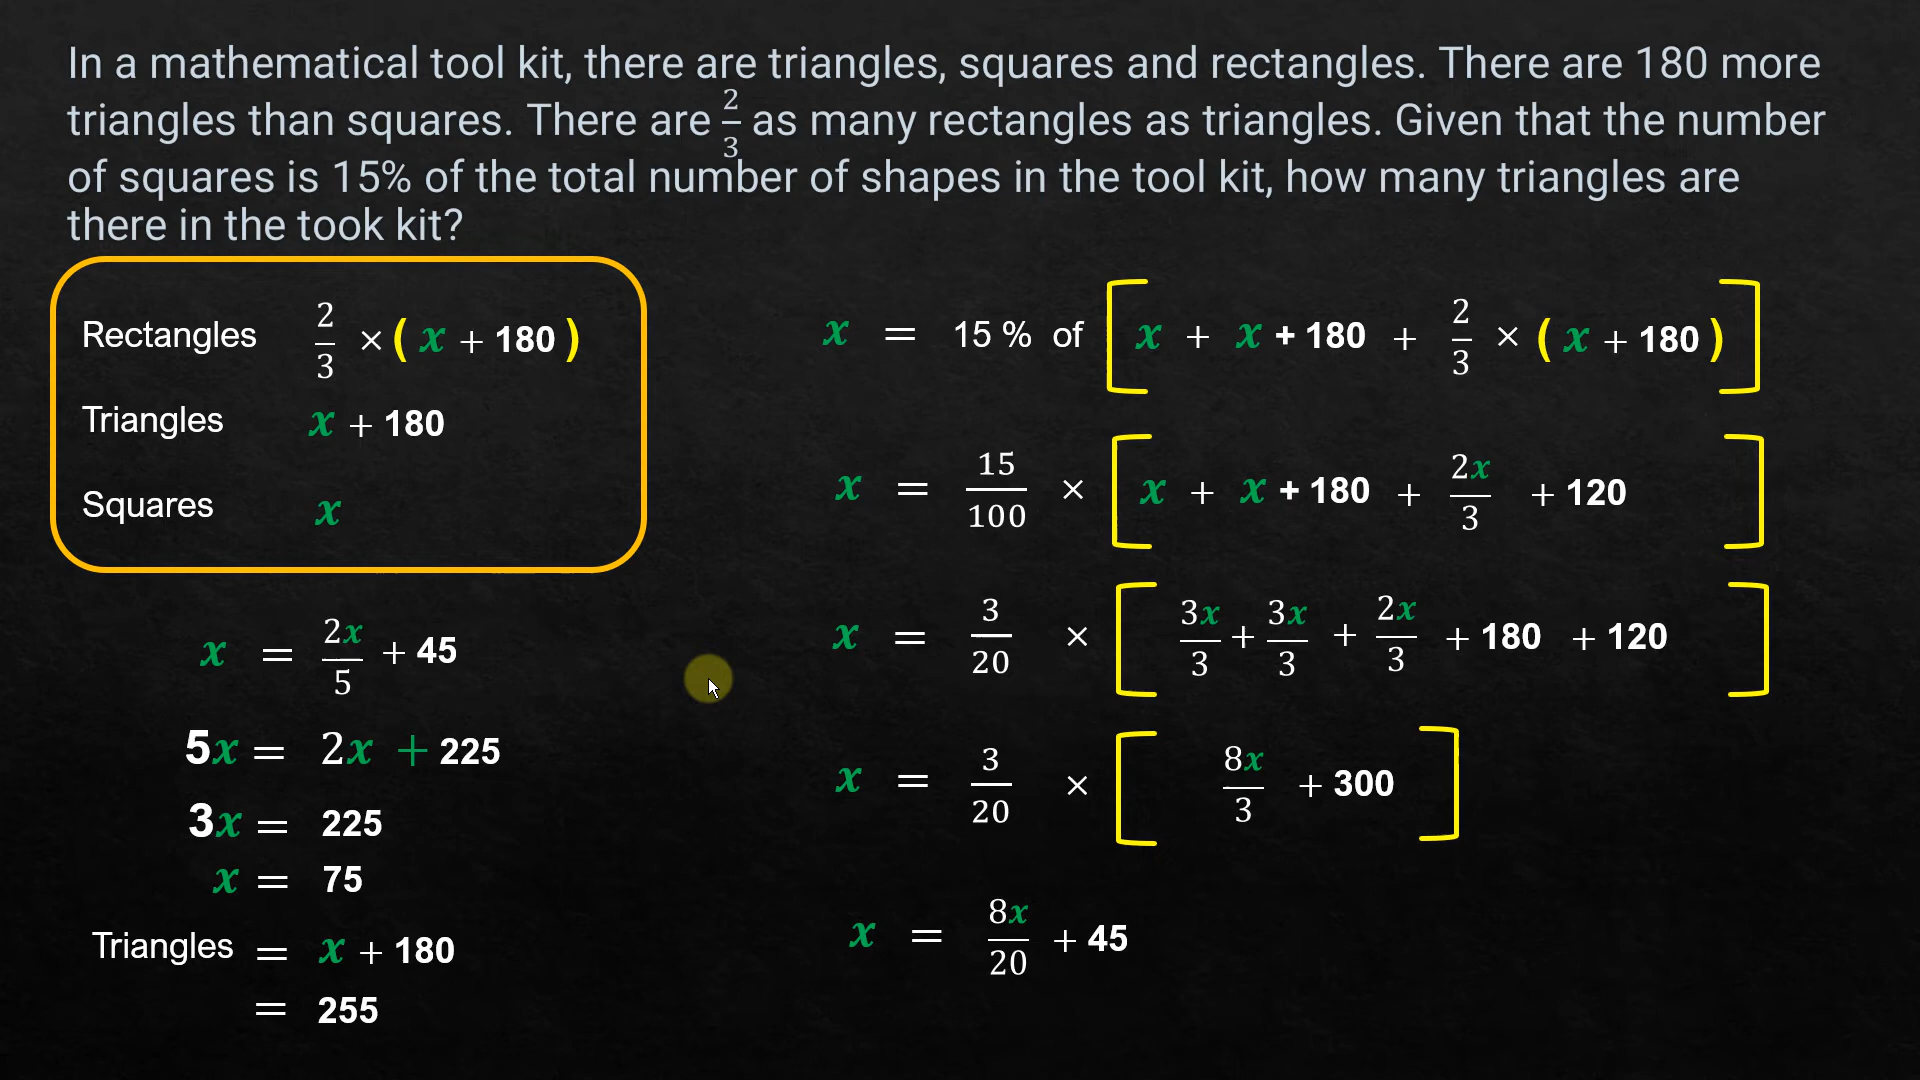 In a mathematical tool kit, there are triangles, squares and rectangles. There are 180 more
triangles than squares. There are 2/3 as many rectangles as triangles. Given that the number
of squares is 15% of the total number of shapes in the tool kit, how many triangles are
there in the took kit?
Rectangles 2/3 × ( x + 180 )
Triangles x + 180
Squares x
x = 15 % of [ x + x + 180 + 2/3 × ( x + 180 ) ]
x = 15/100 × [ x + x + 180 + 2x/3 + 120 ]
x = 3/20 × [ 3x/3 + 3x/3 + 2x/3 + 180 + 120 ]
x = 3/20 × [ 8x/3 + 300 ]
x = 8x/20 + 45
x = 2x/5 + 45
5x = 2x + 225
3x = 225
x = 75
Triangles = x + 180
= 255